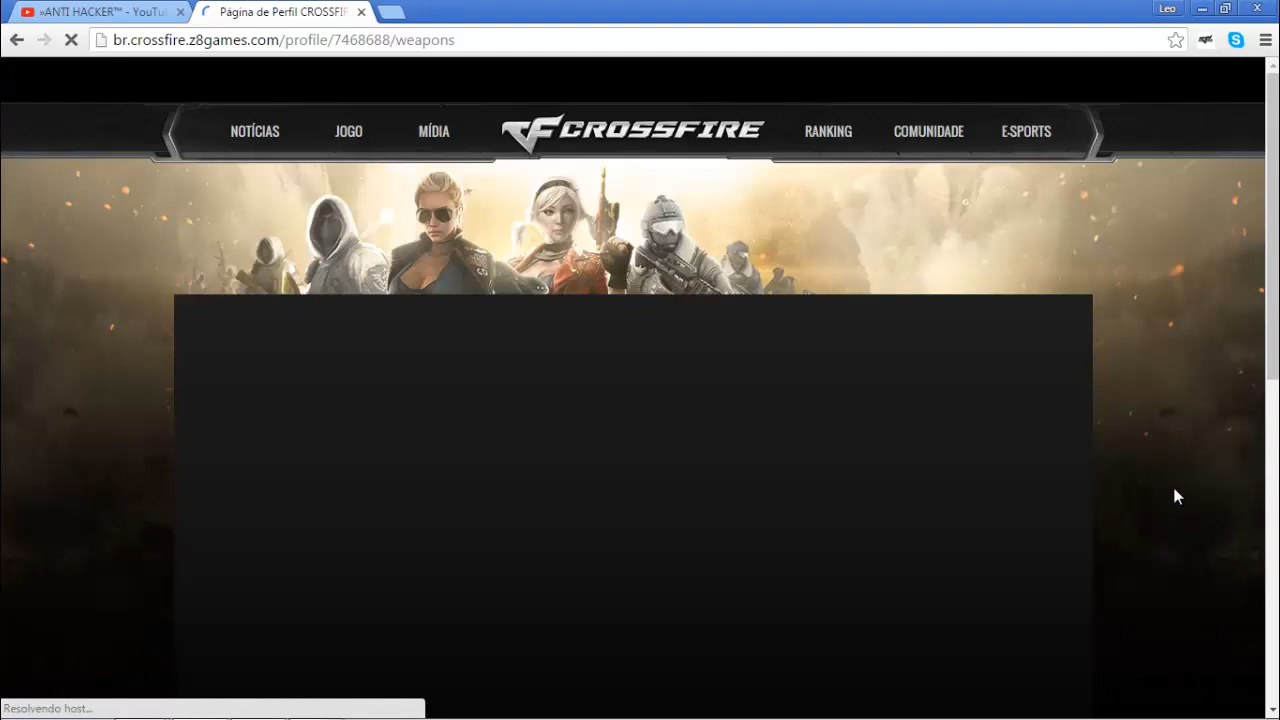 »ANTI HACKER™ - YouTu
Página de Perfil CROSSFI
Leo
br.crossfire.z8games.com/profile/7468688/weapons
NOTÍCIAS
JOGO
MÍDIA
CROSSFIRE
RANKING
COMUNIDADE
E-SPORTS
Resolvendo host...